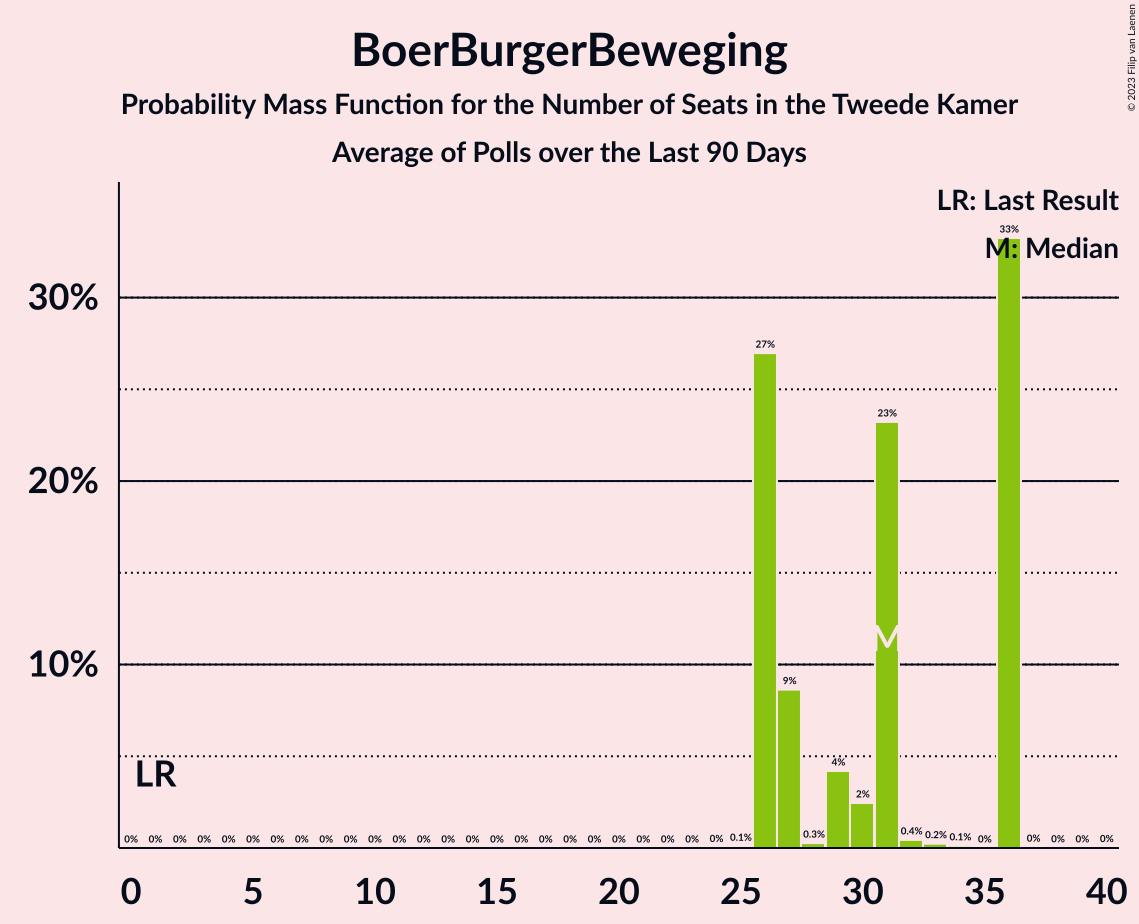 BoerBurgerBeweging
Probability Mass Function for the Number of Seats in the Tweede Kamer
Average of Polls over the Last 90 Days
© 2023 Filip van Laenen
LR: Last Result
M: Median
33%
30%
27%
23%
20%
M
10%
9%
LR
4%
2%
0% 0% 0% 0% 0% 0% 0% 0% 0% 0% 0% 0% 0% 0% 0% 0% 0% 0% 0% 0% 0% 0% 0% 0% 0% 0.1% 0.3% 0.4% 0.2% 0.1% 0% 0% 0% 0% 0%
0 5 10 15 20 25 30 35 40